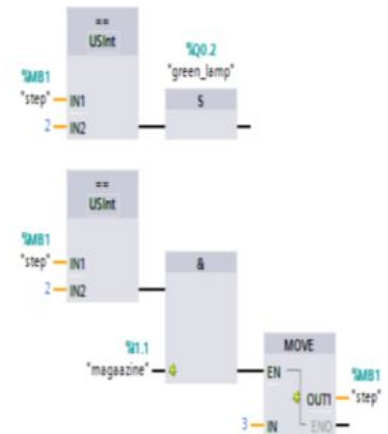 ==
USInt
%MB1
"step"
IN1
2
IN2
%Q0.2
"green_lamp"
S
==
USInt
%MB1
"step"
IN1
2
IN2
&
%I1.1
"magaazine"
MOVE
EN
OUT1
%MB1
"step"
3
IN
ENO